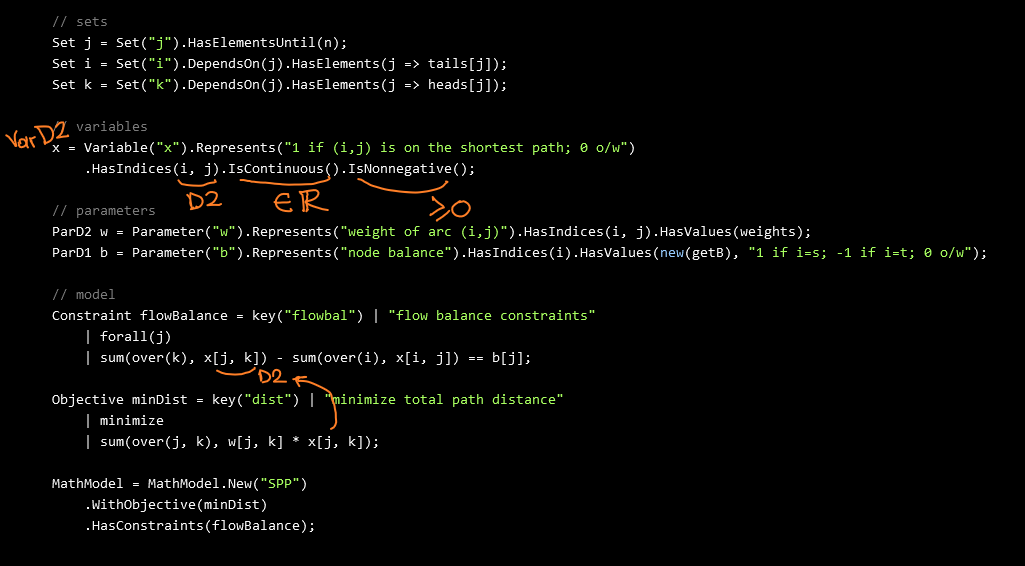 // sets
Set j = Set("j").HasElementsUntil(n);
Set i = Set("i").DependsOn(j).HasElements(j => tails[j]);
Set k = Set("k").DependsOn(j).HasElements(j => heads[j]);
// variables
Var D2
x = Variable("x").Represents("1 if (i,j) is on the shortest path; 0 o/w")
.HasIndices(i, j).IsContinuous().IsNonnegative();
D2 ∈ℝ ≥0
// parameters
ParD2 w = Parameter("w").Represents("weight of arc (i,j)").HasIndices(i, j).HasValues(weights);
ParD1 b = Parameter("b").Represents("node balance").HasIndices(i).HasValues(new(getB), "1 if i=s; -1 if i=t; 0 o/w");
// model
Constraint flowBalance = key("flowbal") | "flow balance constraints"
| forall(j)
| sum(over(k), x[j, k]) - sum(over(i), x[i, j]) == b[j];
D2
Objective minDist = key("dist") | "minimize total path distance"
| minimize
| sum(over(j, k), w[j, k] * x[j, k]);
MathModel = MathModel.New("SPP")
.WithObjective(minDist)
.HasConstraints(flowBalance);